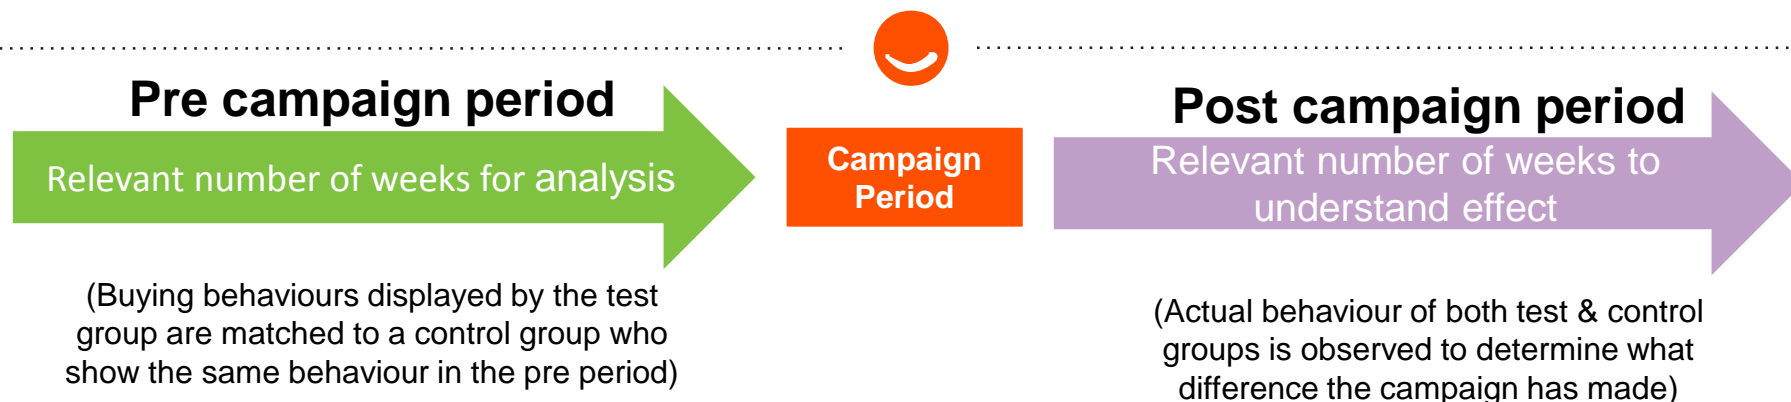 Pre campaign period
Relevant number of weeks for analysis
(Buying behaviours displayed by the test
group are matched to a control group who
show the same behaviour in the pre period)
Campaign
Period
Post campaign period
Relevant number of weeks to
understand effect
(Actual behaviour of both test & control
groups is observed to determine what
difference the campaign has made)